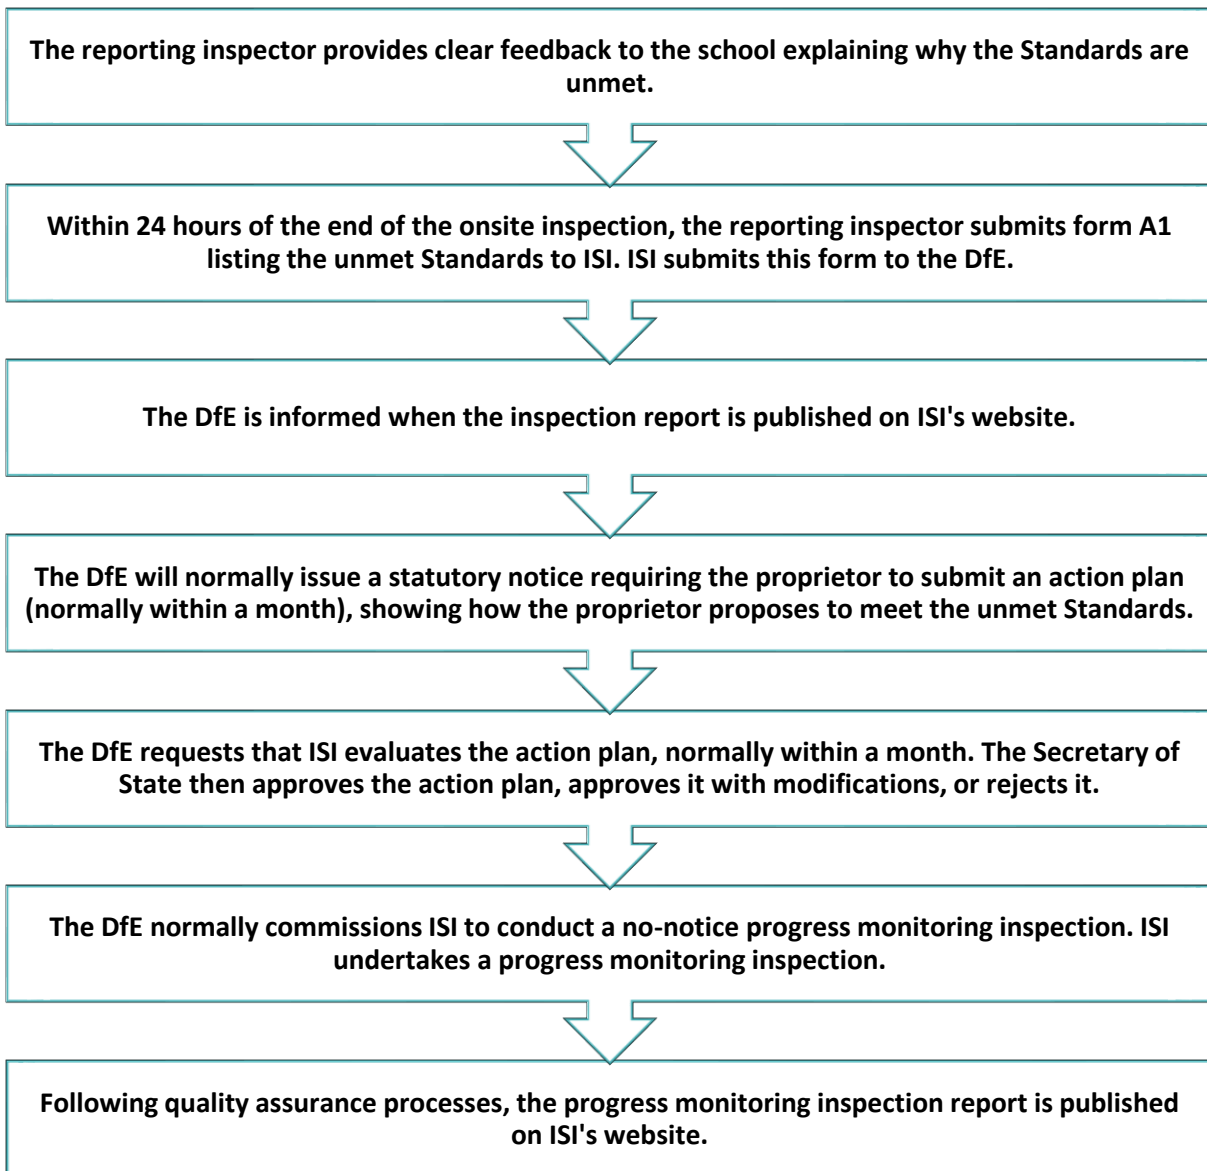 The reporting inspector provides clear feedback to the school explaining why the Standards are
unmet.
Within 24 hours of the end of the onsite inspection, the reporting inspector submits form A1
listing the unmet Standards to ISI. ISI submits this form to the DfE.
The DfE is informed when the inspection report is published on ISI's website.
The DfE will normally issue a statutory notice requiring the proprietor to submit an action plan
(normally within a month), showing how the proprietor proposes to meet the unmet Standards.
The DfE requests that ISI evaluates the action plan, normally within a month. The Secretary of
State then approves the action plan, approves it with modifications, or rejects it.
The DfE normally commissions ISI to conduct a no-notice progress monitoring inspection. ISI
undertakes a progress monitoring inspection.
Following quality assurance processes, the progress monitoring inspection report is published
on ISI's website.